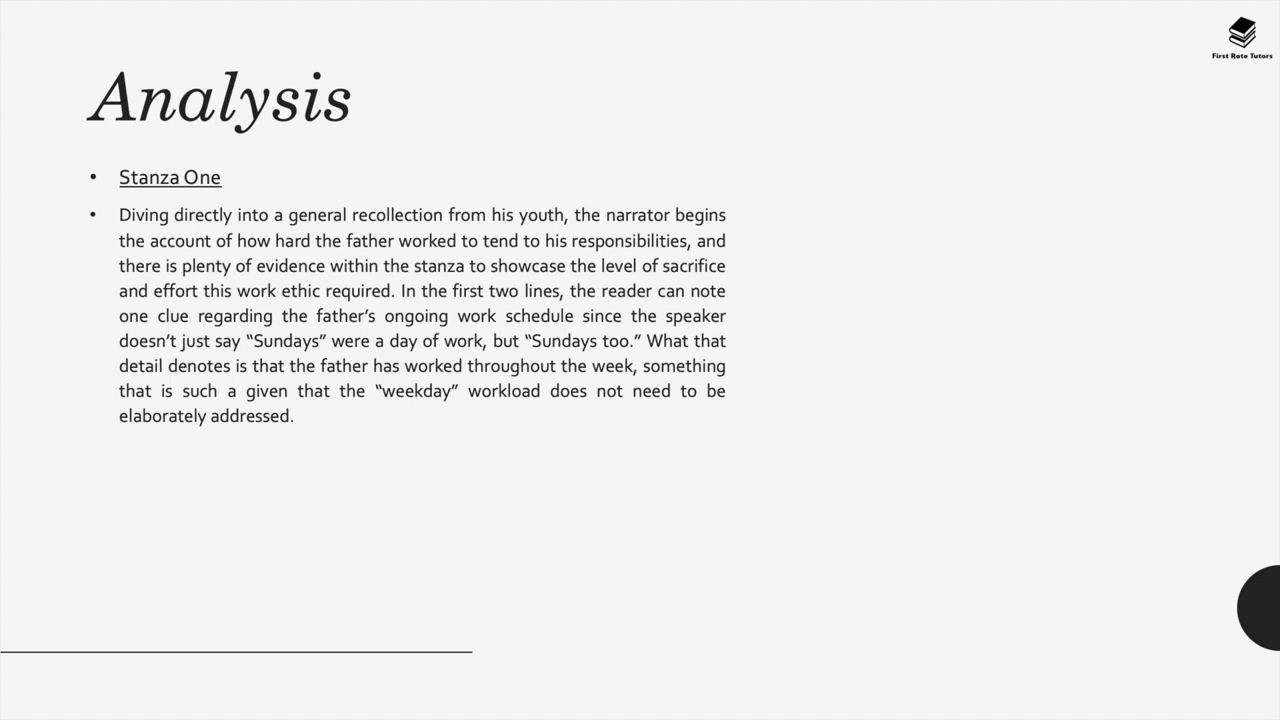 First Rate Tutors
Analysis
• Stanza One
• Diving directly into a general recollection from his youth, the narrator begins
the account of how hard the father worked to tend to his responsibilities, and
there is plenty of evidence within the stanza to showcase the level of sacrifice
and effort this work ethic required. In the first two lines, the reader can note
one clue regarding the father’s ongoing work schedule since the speaker
doesn’t just say “Sundays” were a day of work, but “Sundays too.” What that
detail denotes is that the father has worked throughout the week, something
that is such a given that the “weekday” workload does not need to be
elaborately addressed.